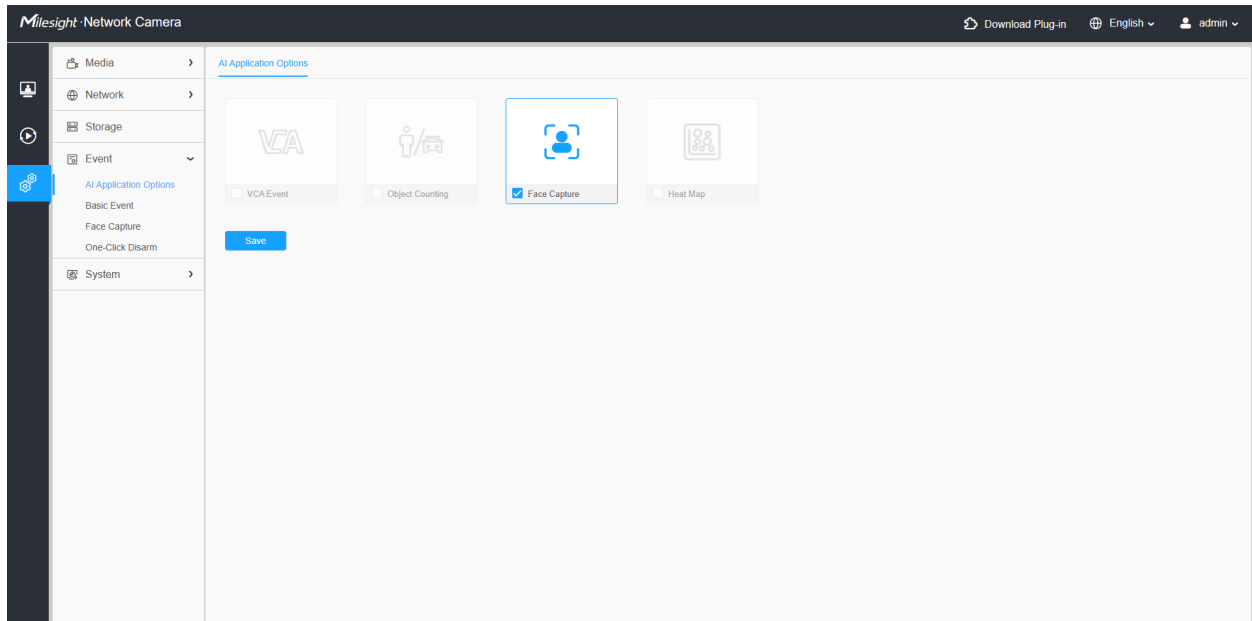 Milesight ·Network Camera
Download Plug-in
English
admin
Media
Network
Storage
Event
AI Application Options
Basic Event
Face Capture
One-Click Disarm
System
AI Application Options
VCA
VCA Event
Object Counting
Face Capture
Heat Map
Save